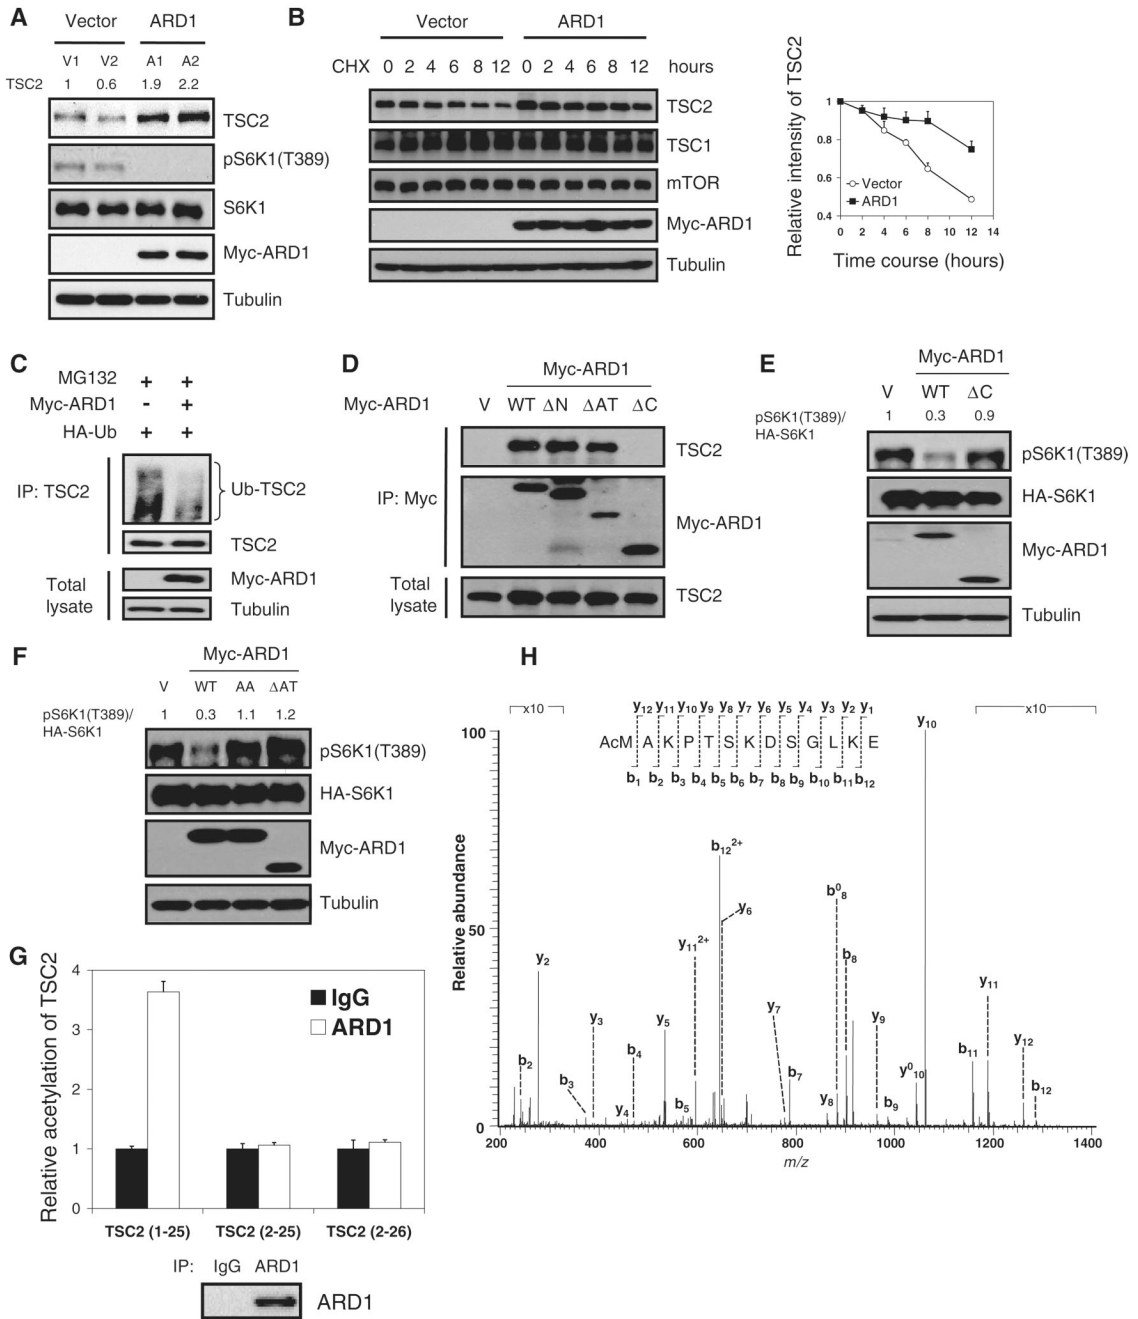 A
Vector ARD1
V1 V2 A1 A2
TSC2 1 0.6 1.9 2.2
TSC2
pS6K1(T389)
S6K1
Myc-ARD1
Tubulin
B
Vector ARD1
CHX 0 2 4 6 8 12 0 2 4 6 8 12 hours
TSC2
TSC1
mTOR
Myc-ARD1
Tubulin
Relative intensity of TSC2
1
0.8
0.6
0.4
Vector
ARD1
0 2 4 6 8 10 12 14
Time course (hours)
C
MG132 + +
Myc-ARD1 - +
HA-Ub + +
IP: TSC2
Ub-TSC2
TSC2
Total lysate
Myc-ARD1
Tubulin
D
Myc-ARD1
Myc-ARD1 V WT ΔN ΔAT ΔC
IP: Myc
TSC2
Myc-ARD1
Total lysate
TSC2
E
Myc-ARD1
V WT ΔC
pS6K1(T389)/HA-S6K1 1 0.3 0.9
pS6K1(T389)
HA-S6K1
Myc-ARD1
Tubulin
F
Myc-ARD1
V WT AA ΔAT
pS6K1(T389)/HA-S6K1 1 0.3 1.1 1.2
pS6K1(T389)
HA-S6K1
Myc-ARD1
Tubulin
G
Relative acetylation of TSC2
4
3
2
1
0
IgG
ARD1
TSC2 (1-25) TSC2 (2-25) TSC2 (2-26)
IP: IgG ARD1
ARD1
H
x10 x10
y12 y11 y10 y9 y8 y7 y6 y5 y4 y3 y2 y1
AcM A K P T S K D S G L K E
b1 b2 b3 b4 b5 b6 b7 b8 b9 b10 b11 b12
Relative abundance
100
50
0
y10
b12 2+
y6
b0 8
y11 2+
b8
y2
y11
y7
y3
y5
y9
y12
b4
b11
b2
y0 10
b3
b7
b12
y4
b5
y8
b9
200 400 600 800 1000 1200 1400
m/z